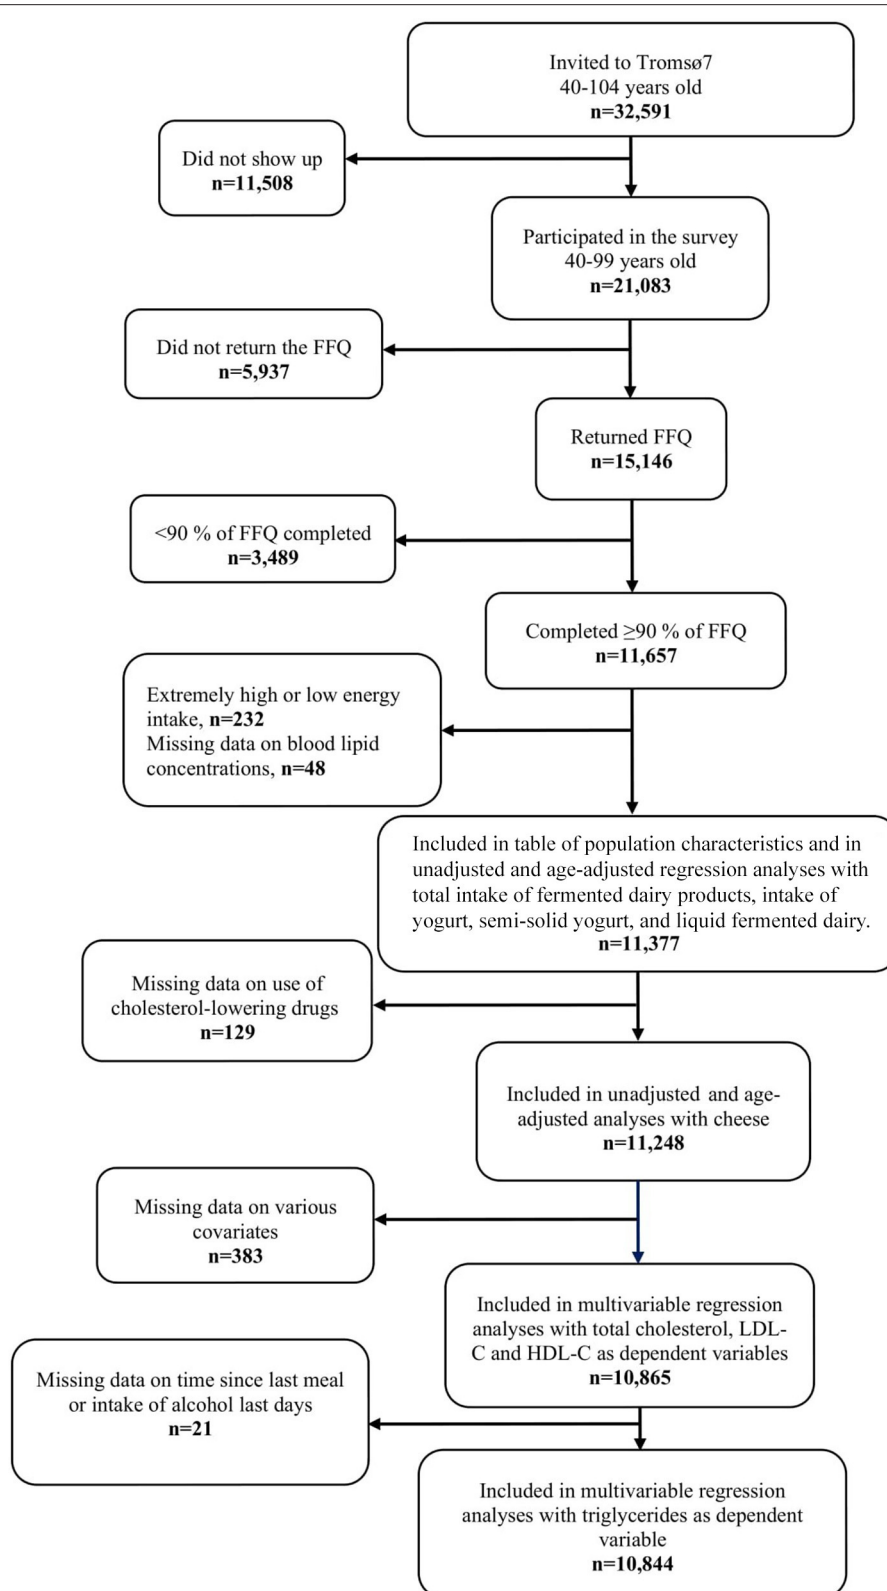 Invited to Tromsø7
40-104 years old
n=32,591
Did not show up
n=11,508
Participated in the survey
40-99 years old
n=21,083
Did not return the FFQ
n=5,937
Returned FFQ
n=15,146
<90 % of FFQ completed
n=3,489
Completed ≥90 % of FFQ
n=11,657
Extremely high or low energy
intake, n=232
Missing data on blood lipid
concentrations, n=48
Included in table of population characteristics and in
unadjusted and age-adjusted regression analyses with
total intake of fermented dairy products, intake of
yogurt, semi-solid yogurt, and liquid fermented dairy.
n=11,377
Missing data on use of
cholesterol-lowering drugs
n=129
Included in unadjusted and age-
adjusted analyses with cheese
n=11,248
Missing data on various
covariates
n=383
Included in multivariable regression
analyses with total cholesterol, LDL-
C and HDL-C as dependent variables
n=10,865
Missing data on time since last meal
or intake of alcohol last days
n=21
Included in multivariable regression
analyses with triglycerides as dependent
variable
n=10,844